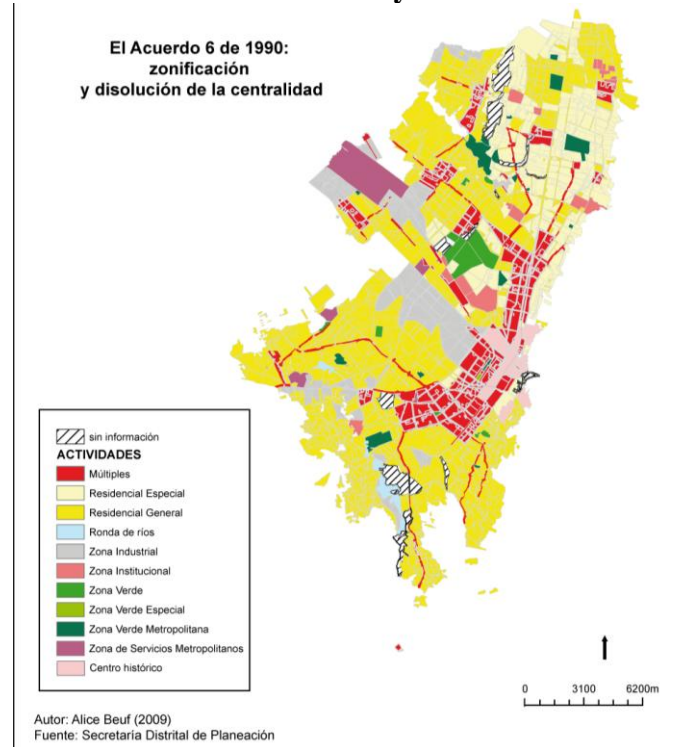 El Acuerdo 6 de 1990:
zonificación
y disolución de la centralidad
sin información
ACTIVIDADES
Múltiples
Residencial Especial
Residencial General
Ronda de ríos
Zona Industrial
Zona Institucional
Zona Verde
Zona Verde Especial
Zona Verde Metropolitana
Zona de Servicios Metropolitanos
Centro histórico
0 3100 6200m
Autor: Alice Beuf (2009)
Fuente: Secretaría Distrital de Planeación